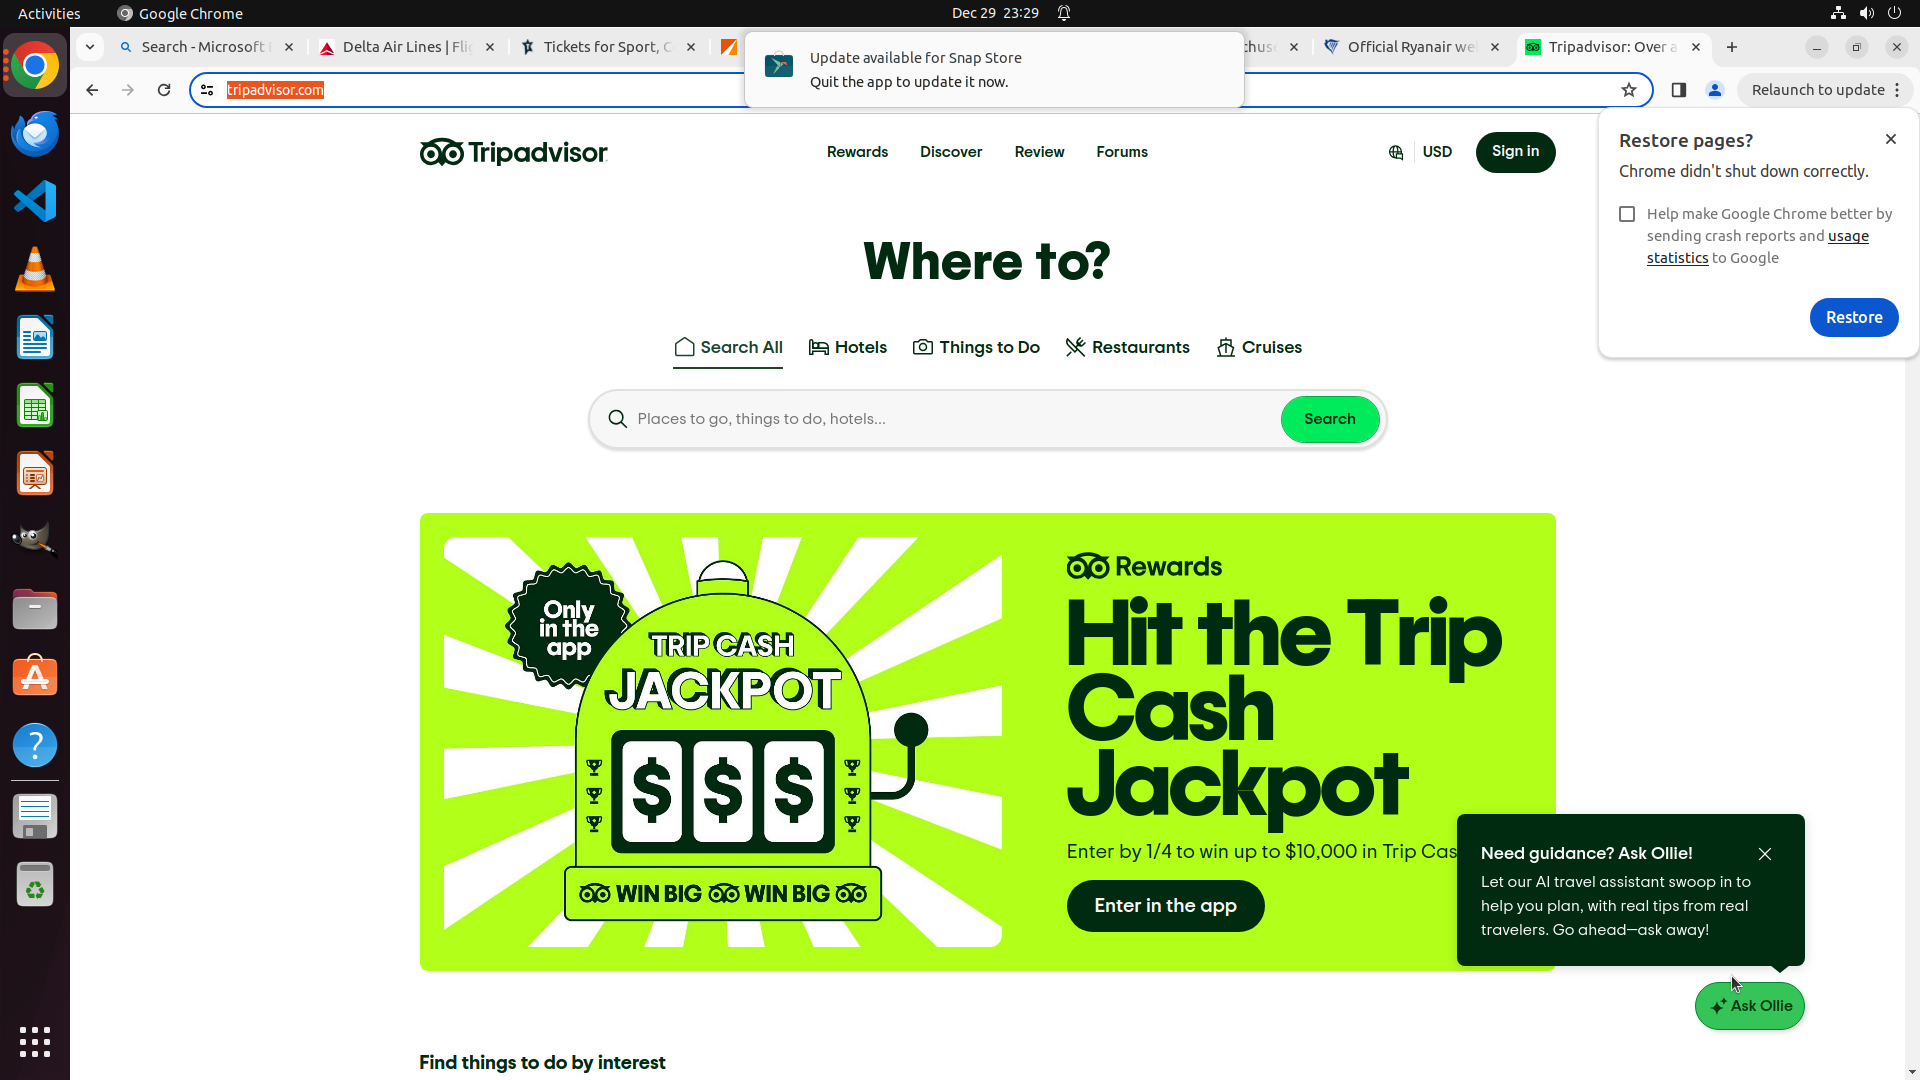 Activities
Google Chrome
Dec 29 23:29
Search - Microsoft
Delta Air Lines | Fli
Tickets for Sport, C
Official Ryanair we
Tripadvisor: Over a
tripadvisor.com
Relaunch to update
Update available for Snap Store
Quit the app to update it now.
Restore pages?
Chrome didn't shut down correctly.
Help make Google Chrome better by
sending crash reports and usage
statistics to Google
Restore
Tripadvisor
Rewards
Discover
Review
Forums
USD
Sign in
Where to?
Search All
Hotels
Things to Do
Restaurants
Cruises
Places to go, things to do, hotels...
Search
Only
in the
app
TRIP CASH
JACKPOT
$ $ $
WIN BIG WIN BIG
Rewards
Hit the Trip
Cash
Jackpot
Enter by 1/4 to win up to $10,000 in Trip Cas
Enter in the app
Need guidance? Ask Ollie!
Let our AI travel assistant swoop in to
help you plan, with real tips from real
travelers. Go ahead—ask away!
Ask Ollie
Find things to do by interest